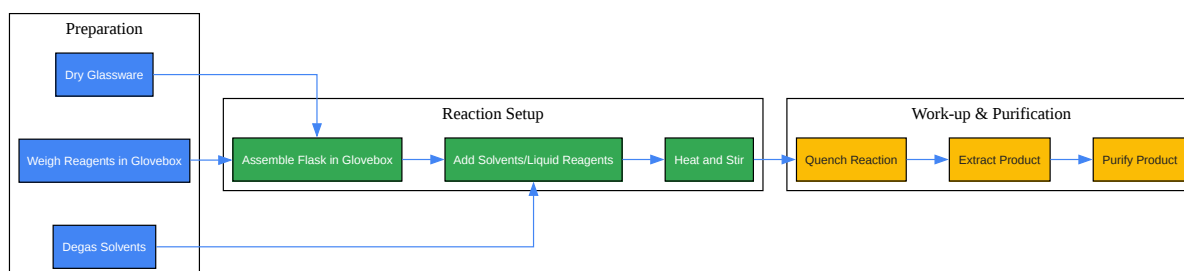 Preparation
Dry Glassware
Weigh Reagents in Glovebox
Degas Solvents
Reaction Setup
Assemble Flask in Glovebox
Add Solvents/Liquid Reagents
Heat and Stir
Work-up & Purification
Quench Reaction
Extract Product
Purify Product